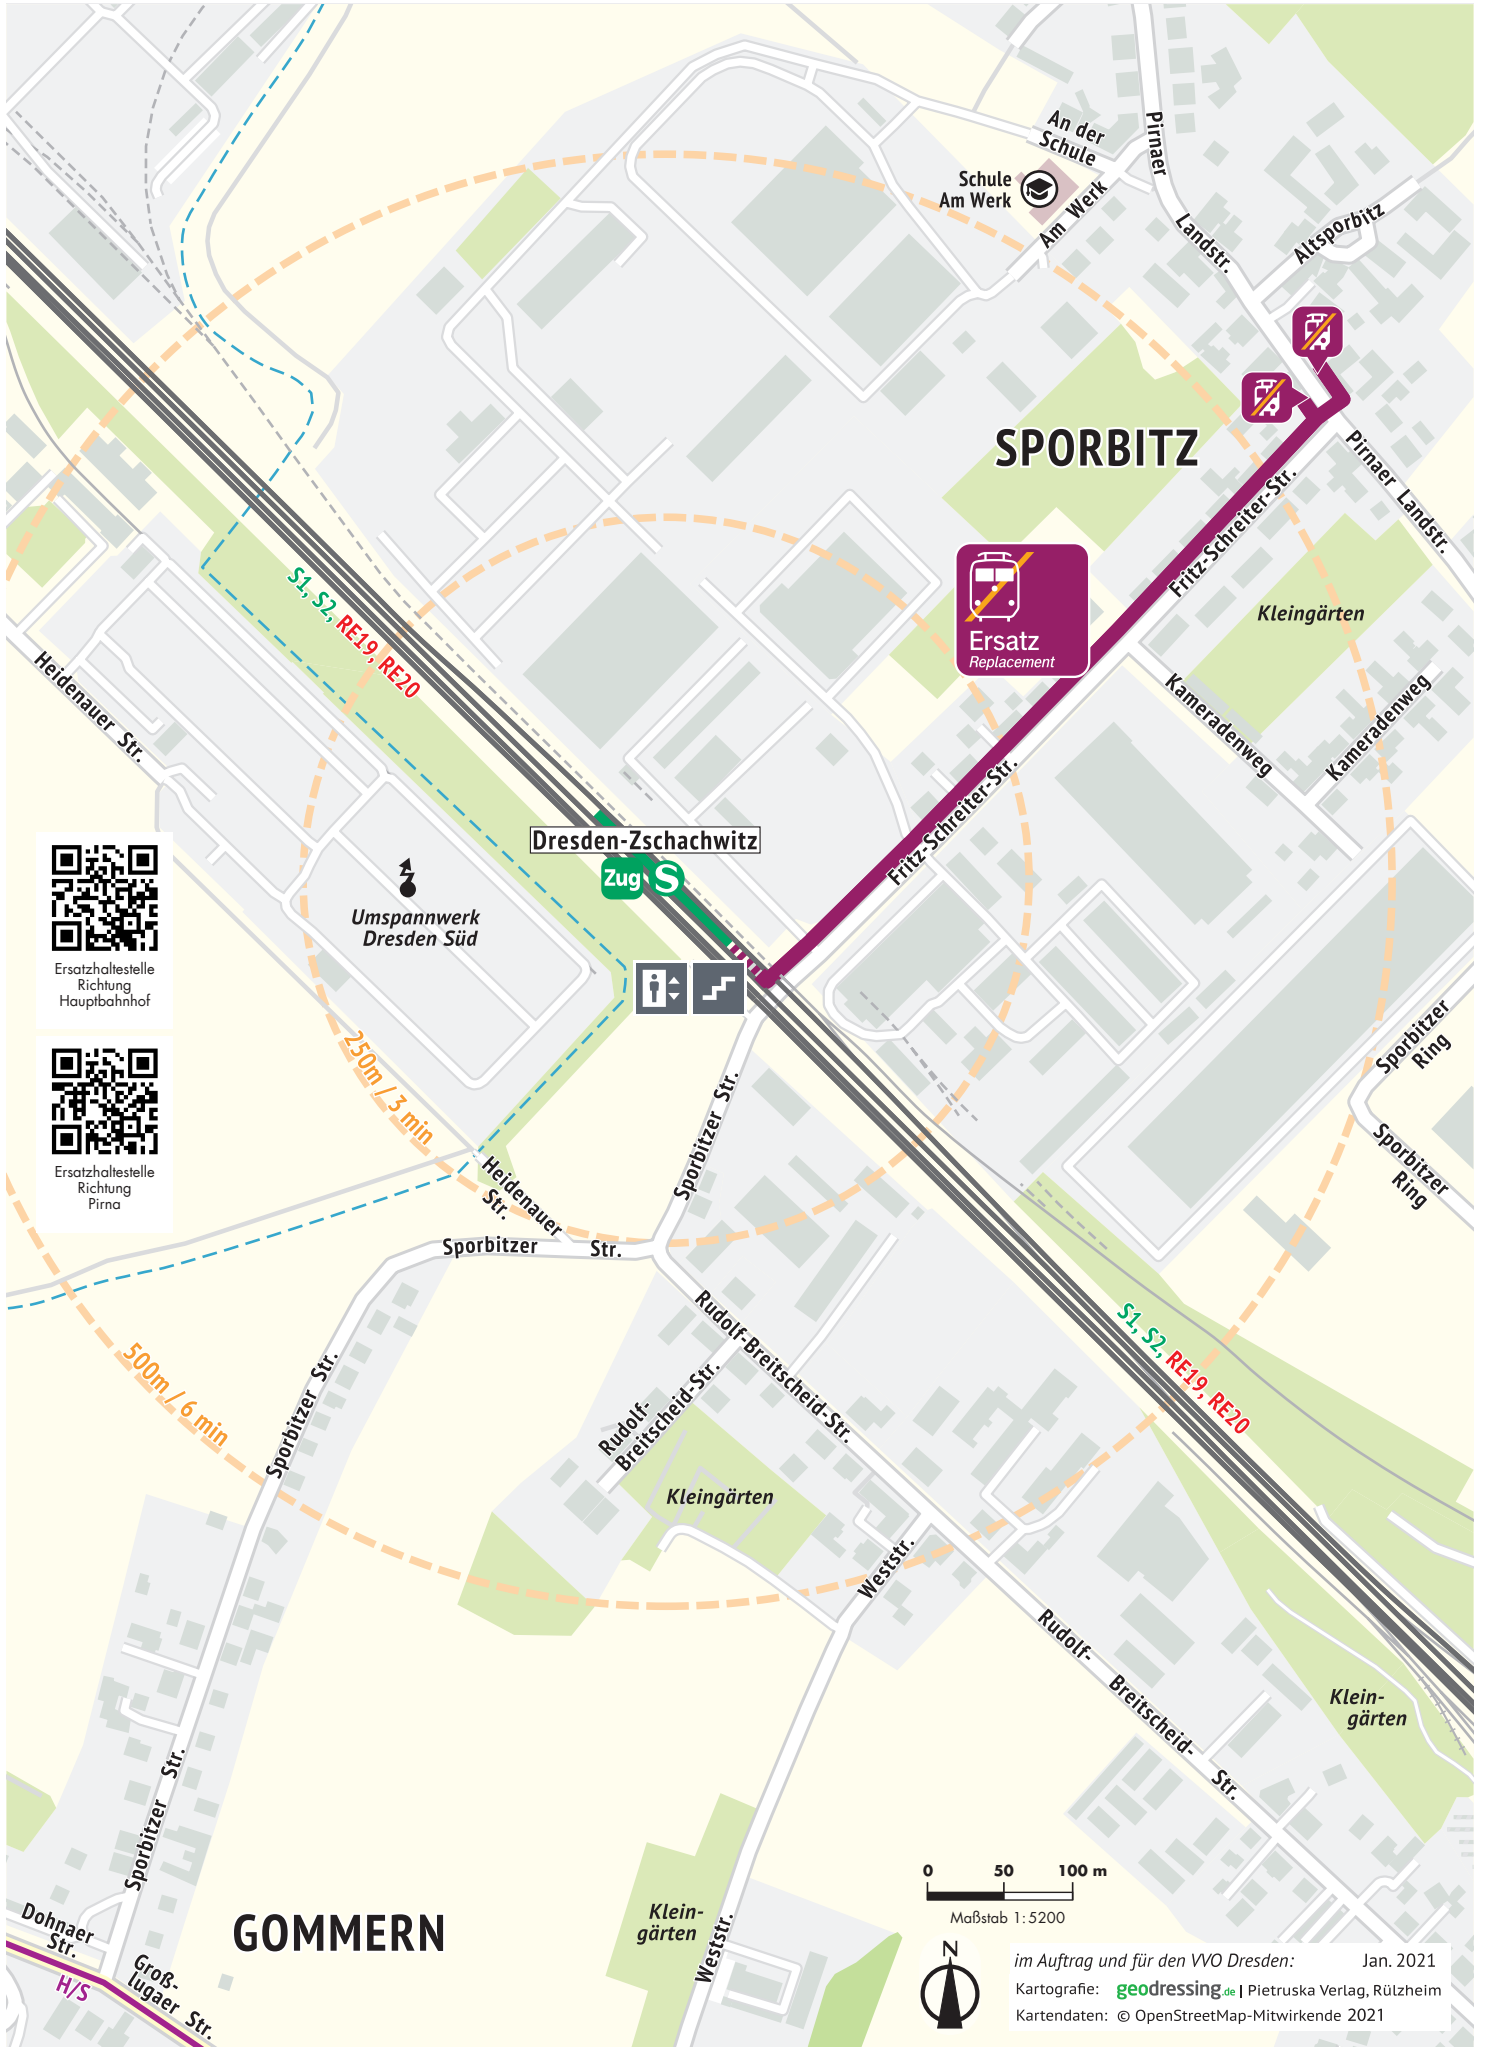 An der
Schule
Pirnaer
Schule
Am Werk
Am Werk
Landstr.
Altsporbitz
SPORBITZ
Pirnaer Landstr.
Fritz-Schreiter-Str.
Kleingärten
Ersatz
Replacement
S1, S2, RE19, RE20
Heidenauer Str.
Kameradenweg
Kameradenweg
Fritz-Schreiter-Str.
Dresden-Zschachwitz
Zug
S
Umspannwerk
Dresden Süd
Ersatzhaltestelle
Richtung
Hauptbahnhof
Ersatzhaltestelle
Richtung
Pirna
250m / 3 min
Sporbitzer
Ring
Sporbitzer
Ring
Sporbitzer Str.
Heidenauer
Str.
Sporbitzer Str.
500m / 6 min
S1, S2, RE19, RE20
Rudolf-Breitscheid-Str.
Rudolf-
Breitscheid-Str.
Sporbitzer Str.
Kleingärten
Weststr.
Rudolf- Breitscheid- Str.
Klein-
gärten
Sporbitzer Str.
0 50 100 m
Maßstab 1:5200
GOMMERN
Klein-
gärten
Weststr.
Dohnaer
Str.
H/S
Groß-
lugaer Str.
N
im Auftrag und für den VVO Dresden: Jan. 2021
Kartografie: geodressing.de | Pietruska Verlag, Rülzheim
Kartendaten: © OpenStreetMap-Mitwirkende 2021